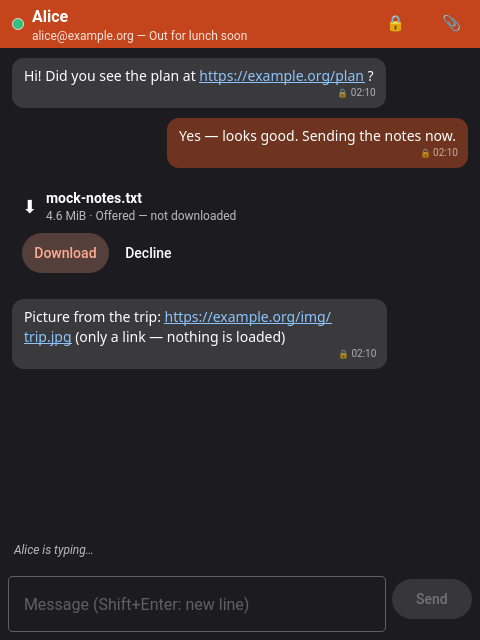 Alice
alice@example.org — Out for lunch soon
Hi! Did you see the plan at https://example.org/plan ?
02:10
Yes — looks good. Sending the notes now.
02:10
mock-notes.txt
4.6 MiB · Offered — not downloaded
Download Decline
Picture from the trip: https://example.org/img/
trip.jpg (only a link — nothing is loaded)
02:10
Alice is typing…
Message (Shift+Enter: new line)
Send